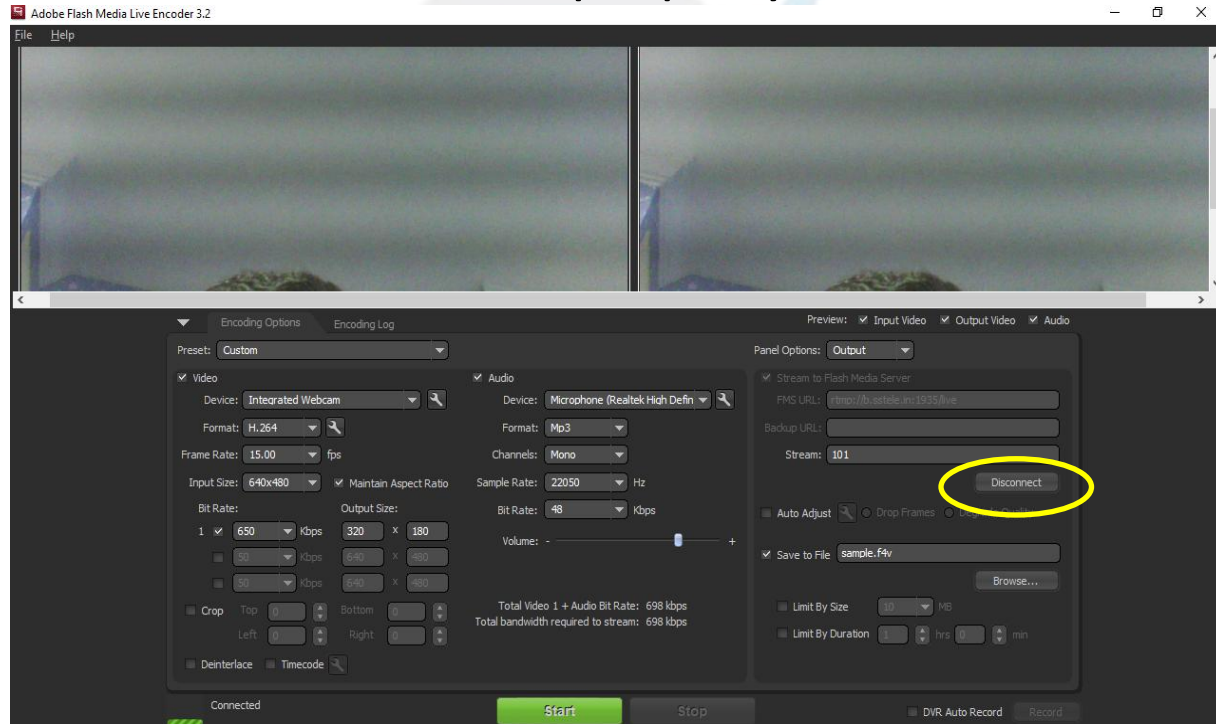 Adobe Flash Media Live Encoder 3.2
File Help
Encoding Options Encoding Log
Preview: Input Video Output Video Audio
Preset: Custom
Panel Options: Output
Video
Device: Integrated Webcam
Format: H.264
Frame Rate: 15.00 fps
Input Size: 640x480 Maintain Aspect Ratio
Bit Rate: Output Size:
1 650 Kbps 320 x 180
50 Kbps 640 x 480
50 Kbps 640 x 480
Crop Top 0 Bottom 0
Left 0 Right 0
Deinterlace Timecode
Audio
Device: Microphone (Realtek High Defin
Format: Mp3
Channels: Mono
Sample Rate: 22050 Hz
Bit Rate: 48 Kbps
Volume: - +
Total Video 1 + Audio Bit Rate: 698 kbps
Total bandwidth required to stream: 698 kbps
Stream to Flash Media Server
FMS URL: rtmp://b.sstele.in:1935/live
Backup URL:
Stream: 101
Disconnect
Auto Adjust Drop Frames
Save to File sample.f4v
Browse...
Limit By Size 10 MB
Limit By Duration 1 hrs 0 min
Connected
Start Stop
DVR Auto Record Record